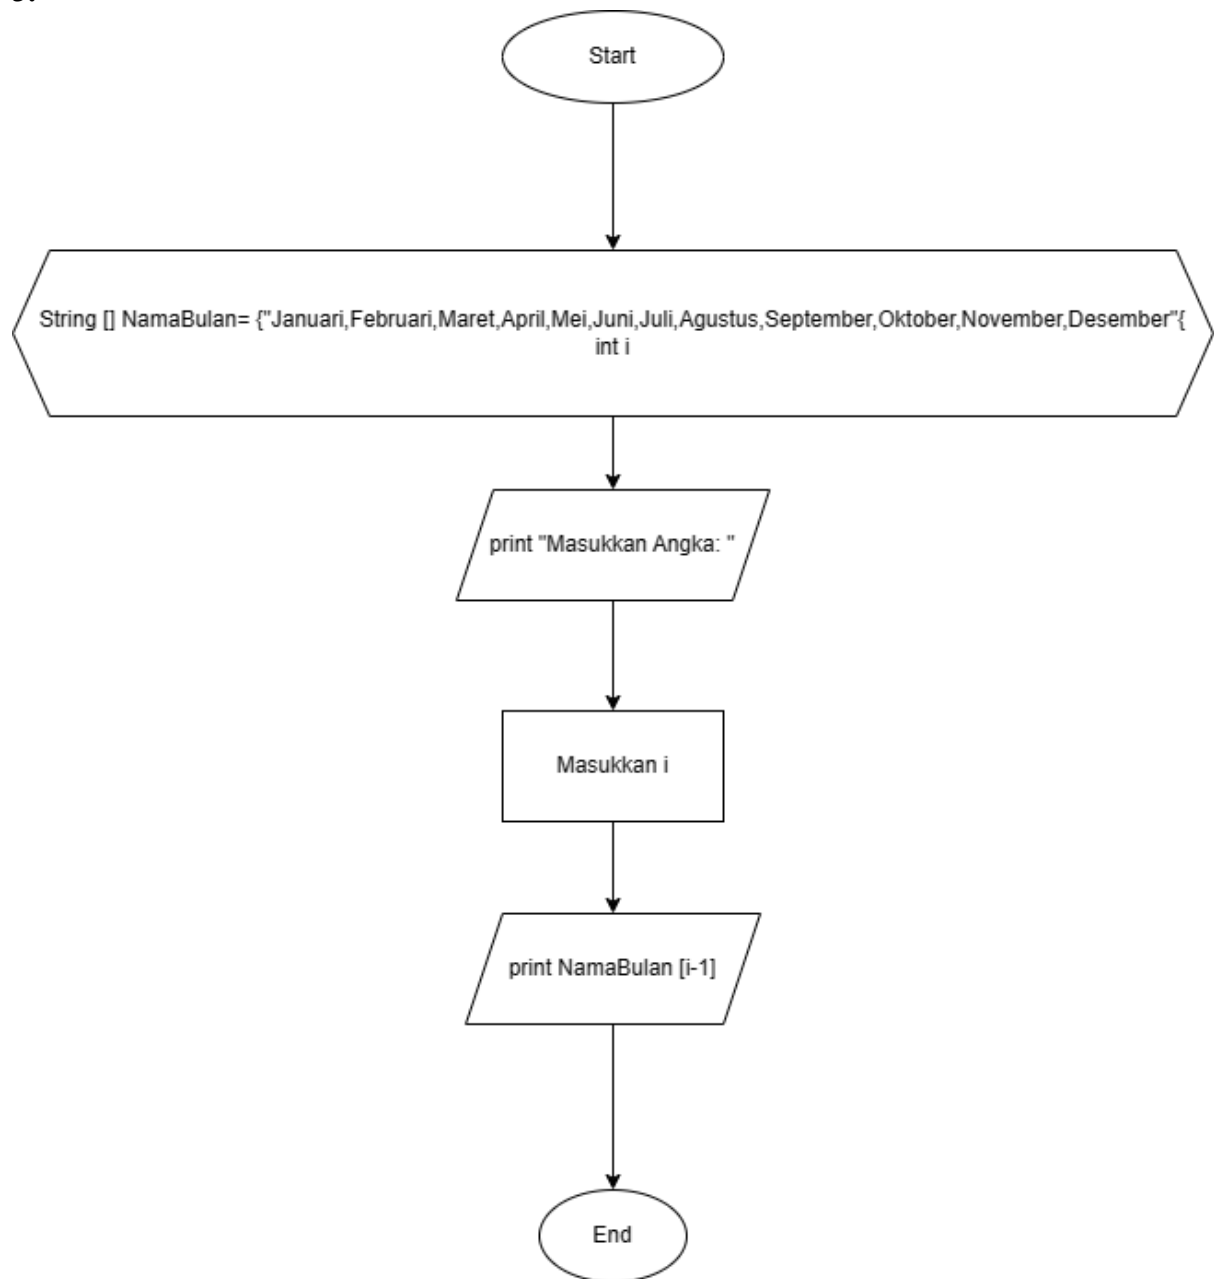 Start
String [] NamaBulan= {"Januari,Februari,Maret,April,Mei,Juni,Juli,Agustus,September,Oktober,November,Desember"{
int i
print "Masukkan Angka: "
Masukkan i
print NamaBulan [i-1]
End